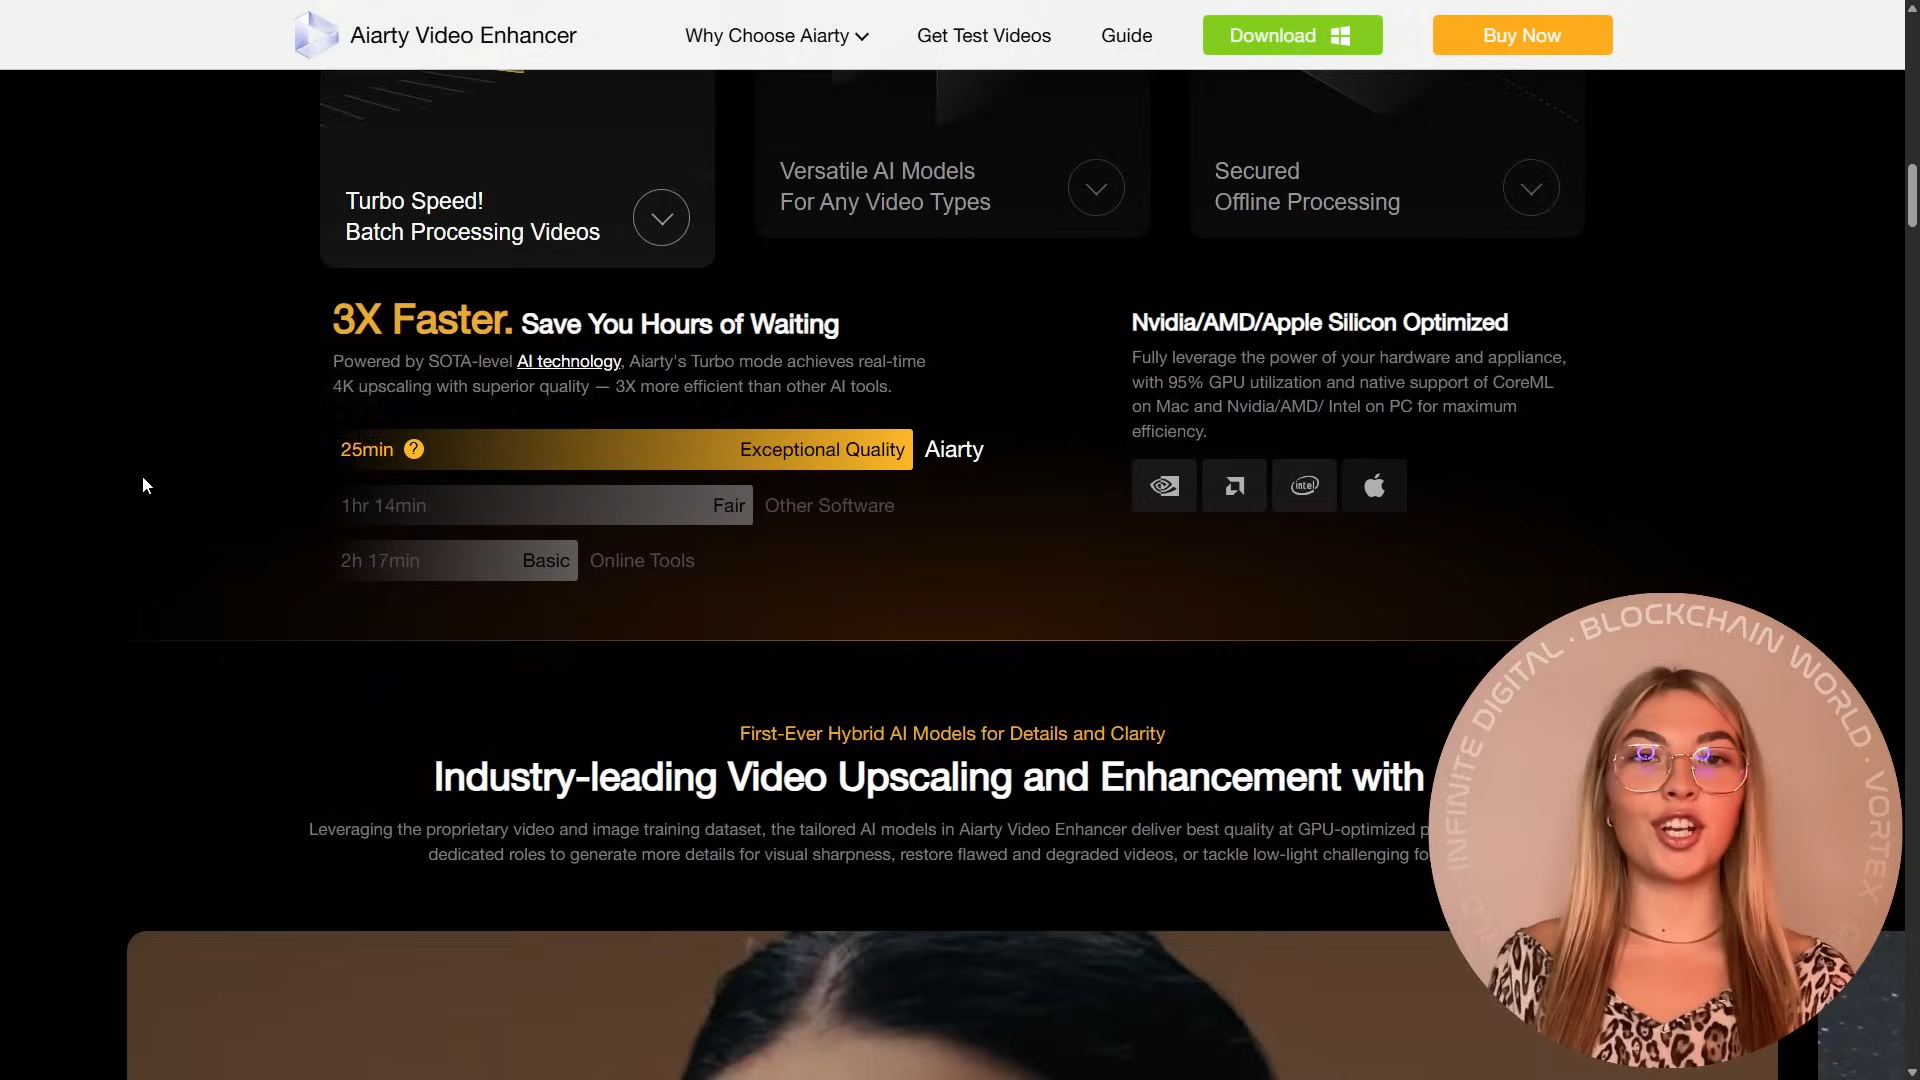 Aiarty Video Enhancer
Why Choose Aiarty
Get Test Videos
Guide
Download
Buy Now
Turbo Speed!
Batch Processing Videos
Versatile AI Models
For Any Video Types
Secured
Offline Processing
3X Faster. Save You Hours of Waiting
Powered by SOTA-level AI technology, Aiarty's Turbo mode achieves real-time
4K upscaling with superior quality — 3X more efficient than other AI tools.
25min ? Exceptional Quality Aiarty
1hr 14min Fair Other Software
2h 17min Basic Online Tools
Nvidia/AMD/Apple Silicon Optimized
Fully leverage the power of your hardware and appliance,
with 95% GPU utilization and native support of CoreML
on Mac and Nvidia/AMD/ Intel on PC for maximum
efficiency.
intel
First-Ever Hybrid AI Models for Details and Clarity
Industry-leading Video Upscaling and Enhancement with
Leveraging the proprietary video and image training dataset, the tailored AI models in Aiarty Video Enhancer deliver best quality at GPU-optimized p
dedicated roles to generate more details for visual sharpness, restore flawed and degraded videos, or tackle low-light challenging fo
INFINITE DIGITAL · BLOCKCHAIN WORLD · VORTEX